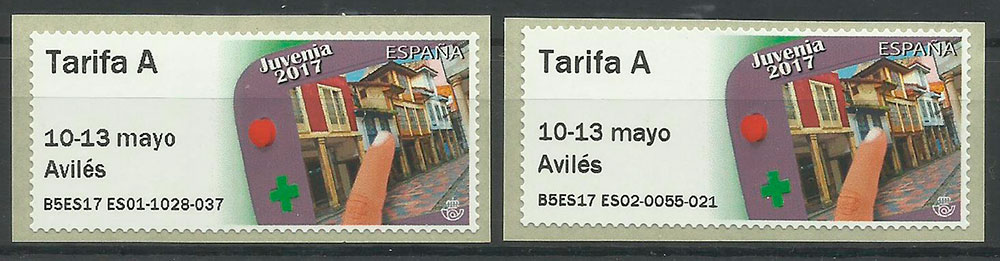 Tarifa A
Juvenia
2017
ESPAÑA
10-13 mayo
Avilés
B5ES17 ES01-1028-037
Tarifa A
Juvenia
2017
ESPAÑA
10-13 mayo
Avilés
B5ES17 ES02-0055-021